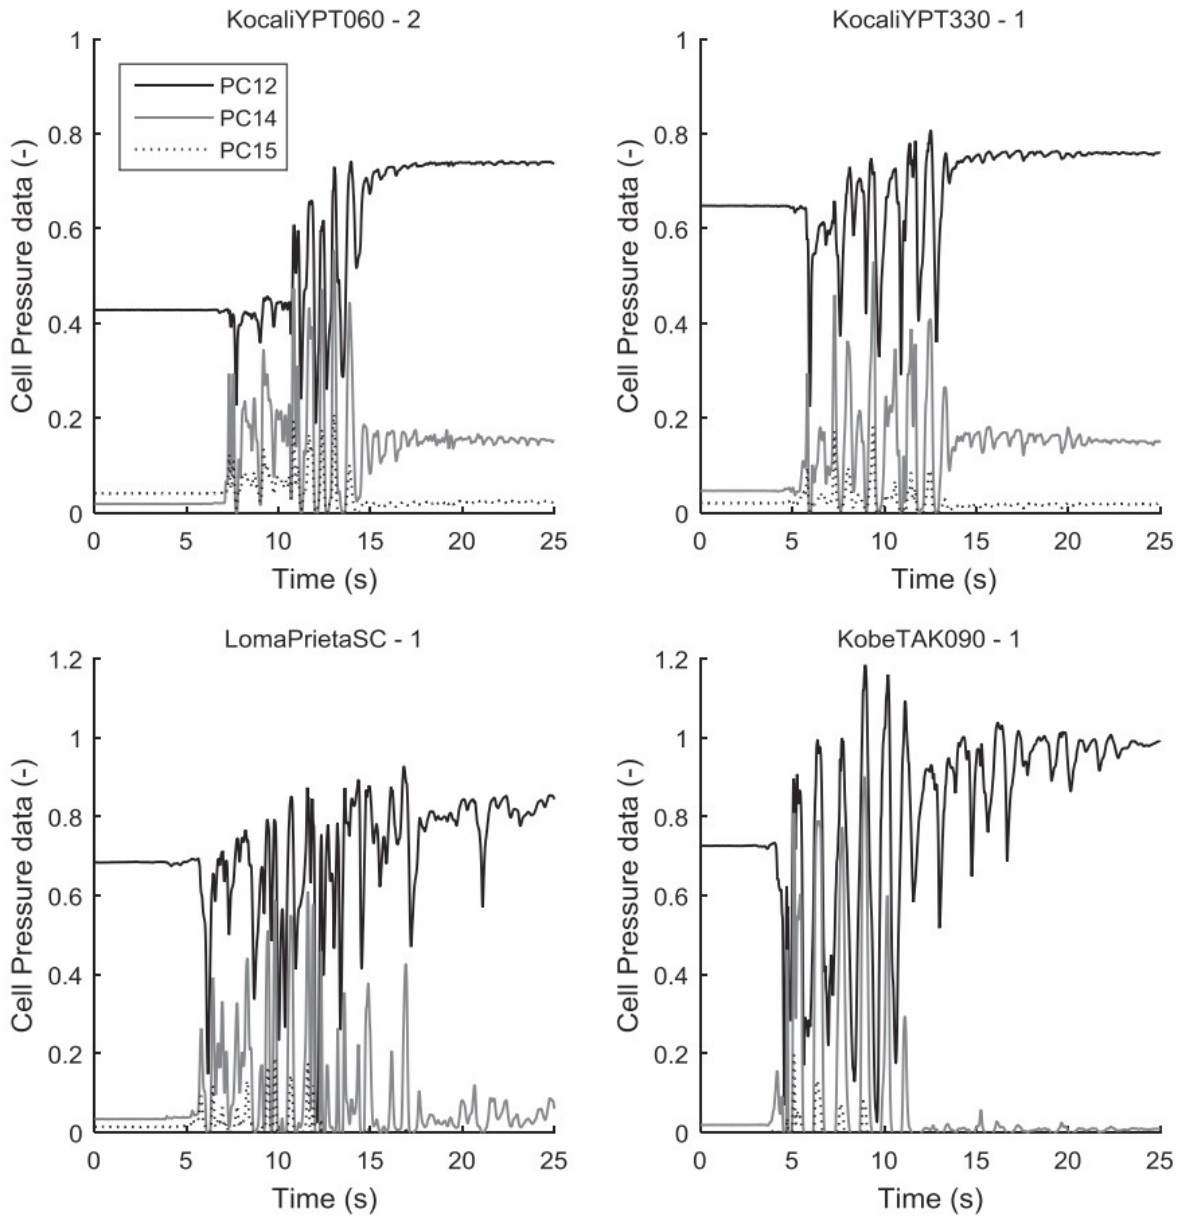 KocaliYPT060 - 2
1
0.8
0.6
0.4
0.2
0
0 5 10 15 20 25
Cell Pressure data (-)
Time (s)
PC12
PC14
PC15
KocaliYPT330 - 1
1
0.8
0.6
0.4
0.2
0
0 5 10 15 20 25
Cell Pressure data (-)
Time (s)
LomaPrietaSC - 1
1.2
1
0.8
0.6
0.4
0.2
0
0 5 10 15 20 25
Cell Pressure data (-)
Time (s)
KobeTAK090 - 1
1.2
1
0.8
0.6
0.4
0.2
0
0 5 10 15 20 25
Cell Pressure data (-)
Time (s)